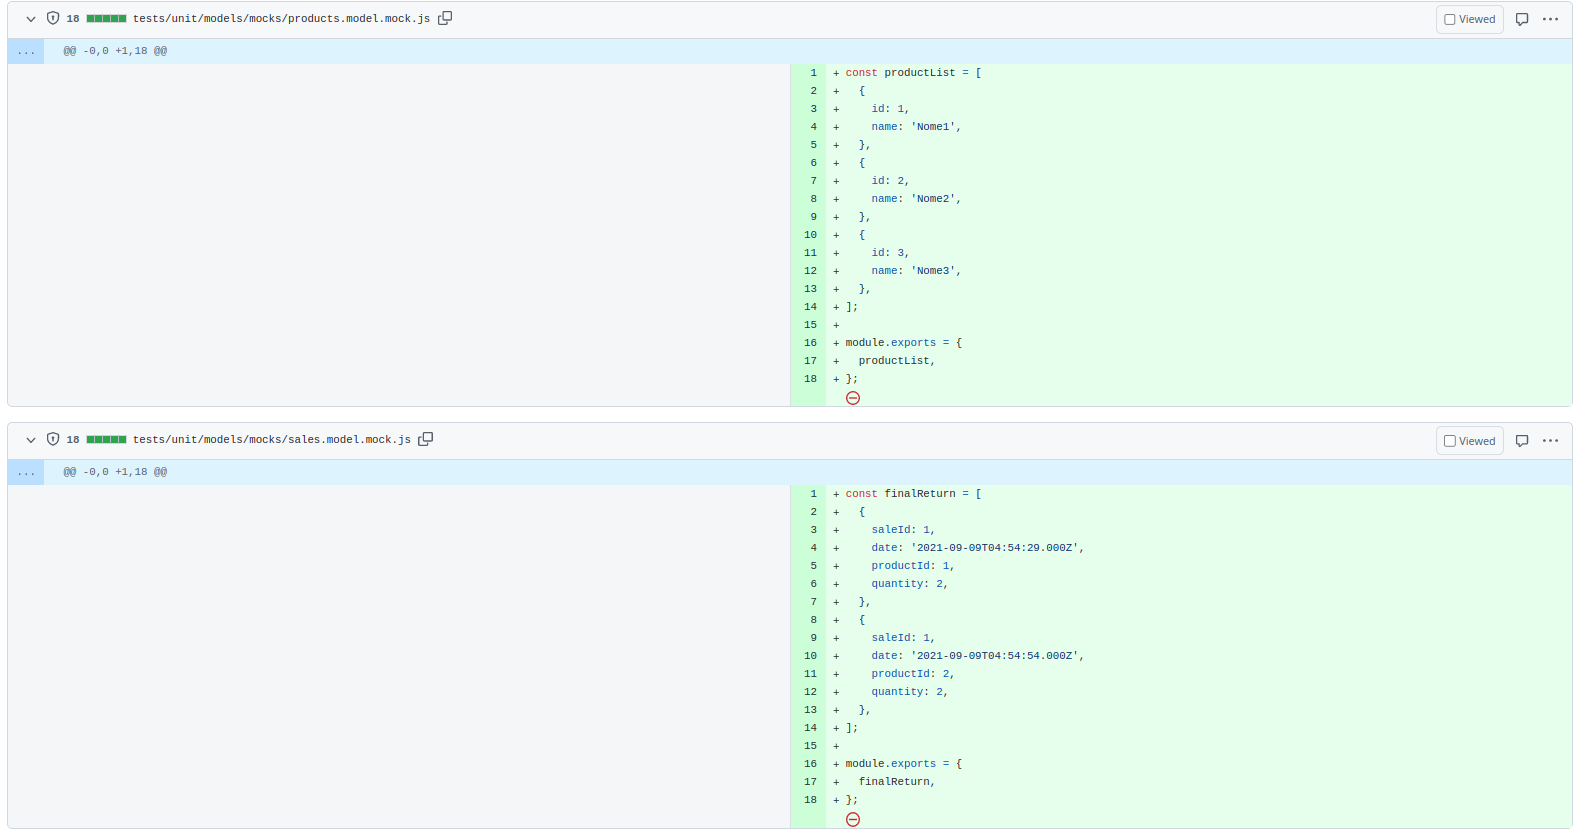 18 tests/unit/models/mocks/products.model.mock.js Viewed ...
... @@ -0,0 +1,18 @@
1 + const productList = [
2 + {
3 + id: 1,
4 + name: 'Nome1',
5 + },
6 + {
7 + id: 2,
8 + name: 'Nome2',
9 + },
10 + {
11 + id: 3,
12 + name: 'Nome3',
13 + },
14 + ];
15 +
16 + module.exports = {
17 + productList,
18 + };
18 tests/unit/models/mocks/sales.model.mock.js Viewed ...
... @@ -0,0 +1,18 @@
1 + const finalReturn = [
2 + {
3 + saleId: 1,
4 + date: '2021-09-09T04:54:29.000Z',
5 + productId: 1,
6 + quantity: 2,
7 + },
8 + {
9 + saleId: 1,
10 + date: '2021-09-09T04:54:54.000Z',
11 + productId: 2,
12 + quantity: 2,
13 + },
14 + ];
15 +
16 + module.exports = {
17 + finalReturn,
18 + };